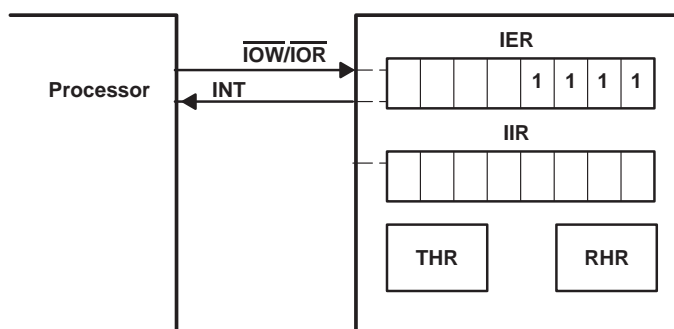 IER
IOW/IOR
1 1 1 1
Processor
INT
IIR
THR
RHR